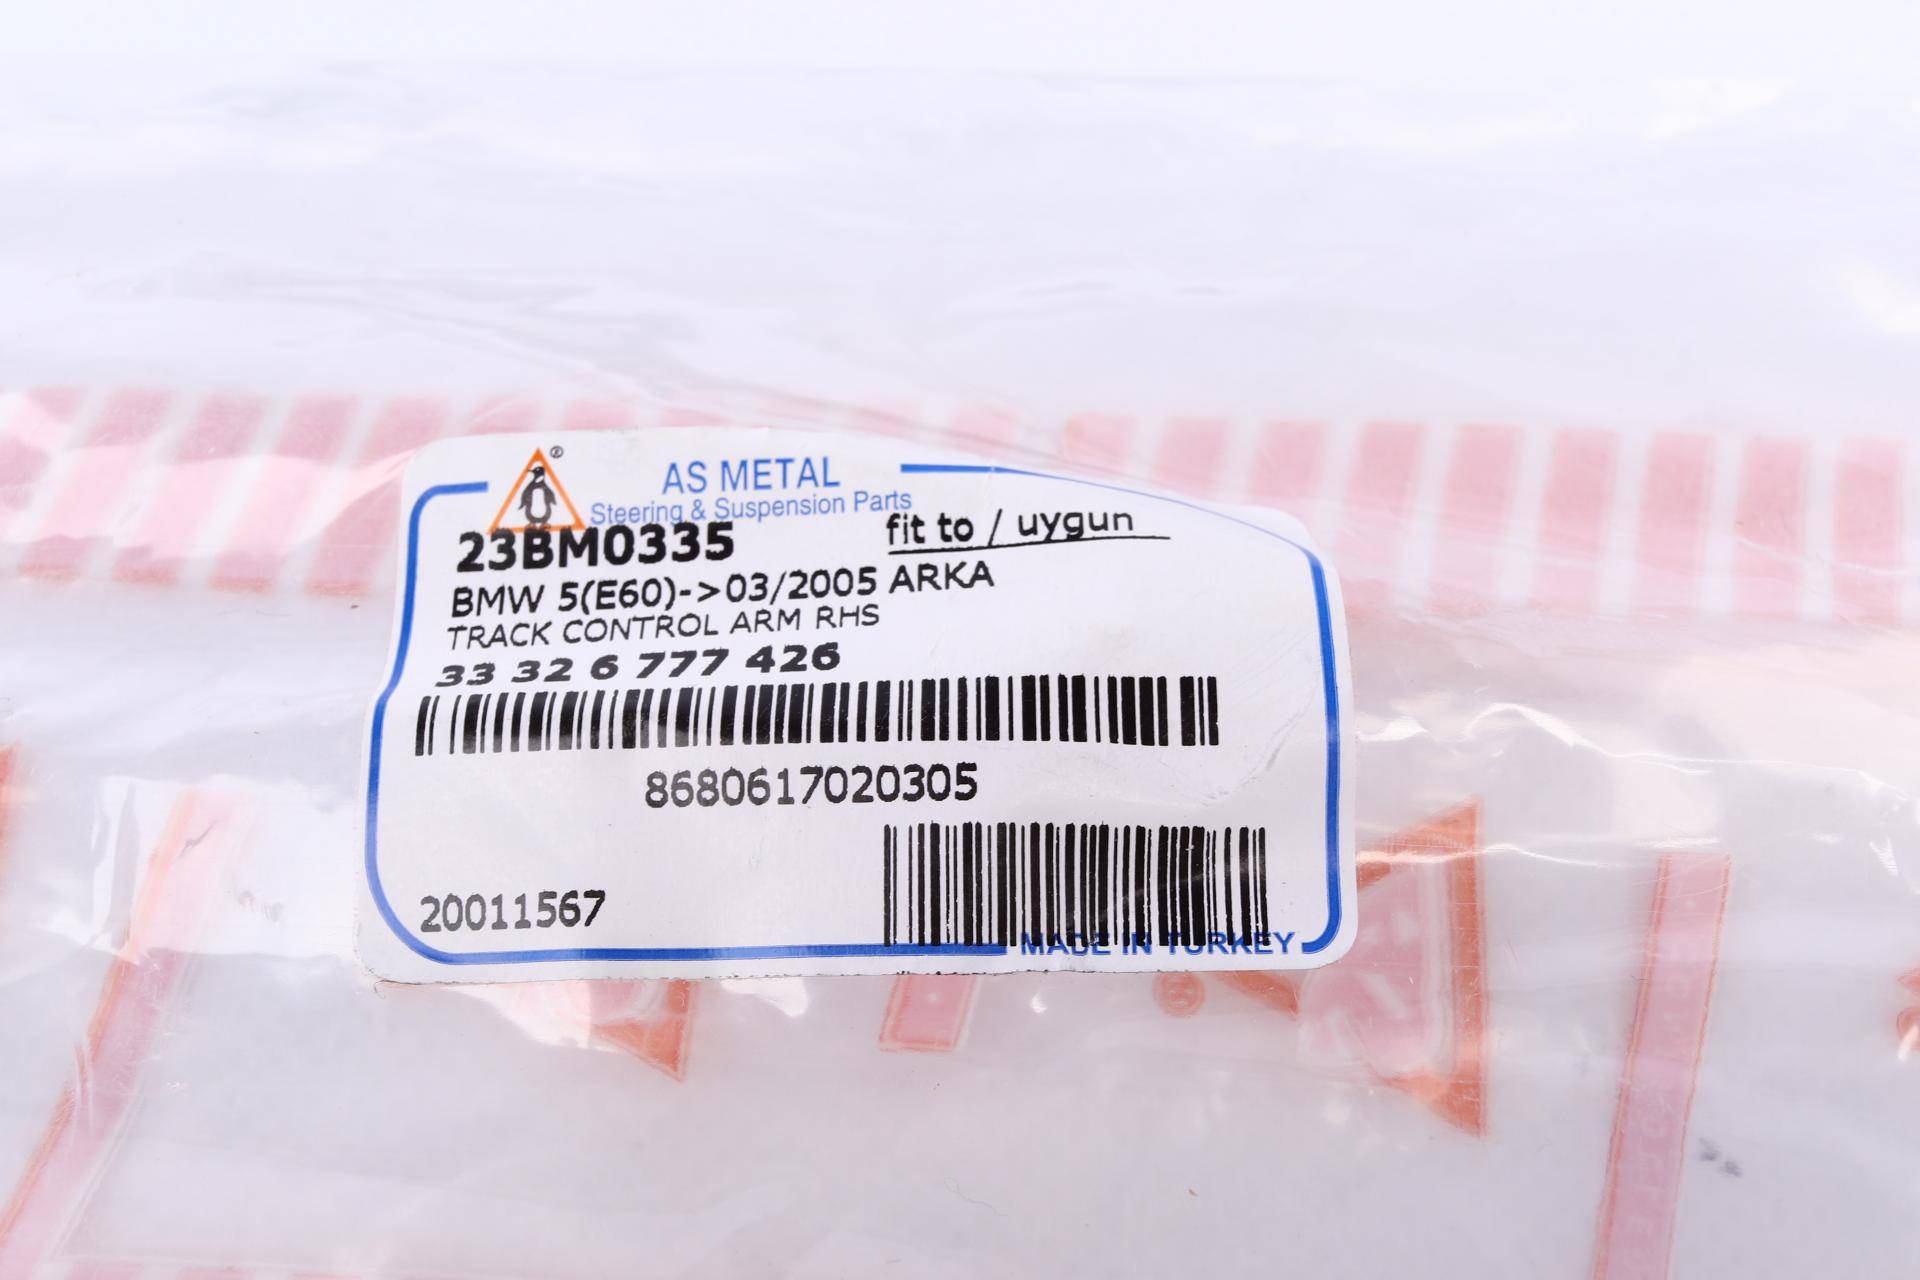 AS METAL
Steering & Suspension Parts
23BM0335
fit to / uygun
BMW 5(E60)->03/2005 ARKA
TRACK CONTROL ARM RHS
33 32 6 777 426
8680617020305
20011567
MADE IN TURKEY